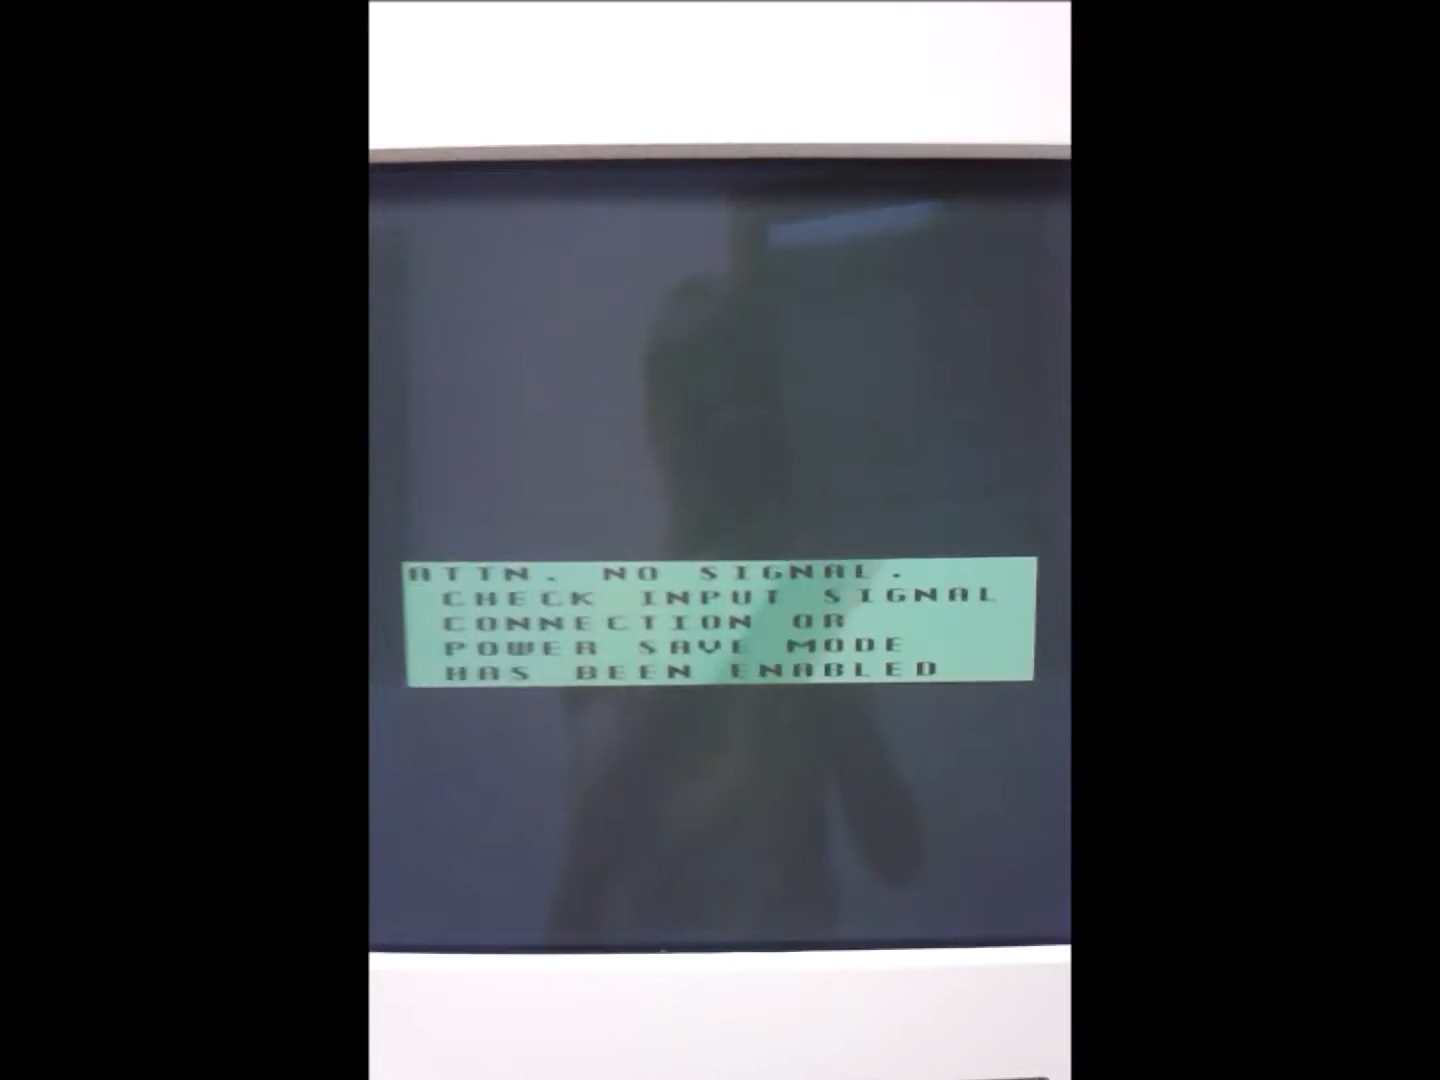 ATTN. NO SIGNAL.
CHECK INPUT SIGNAL
CONNECTION OR
POWER SAVE MODE
HAS BEEN ENABLED